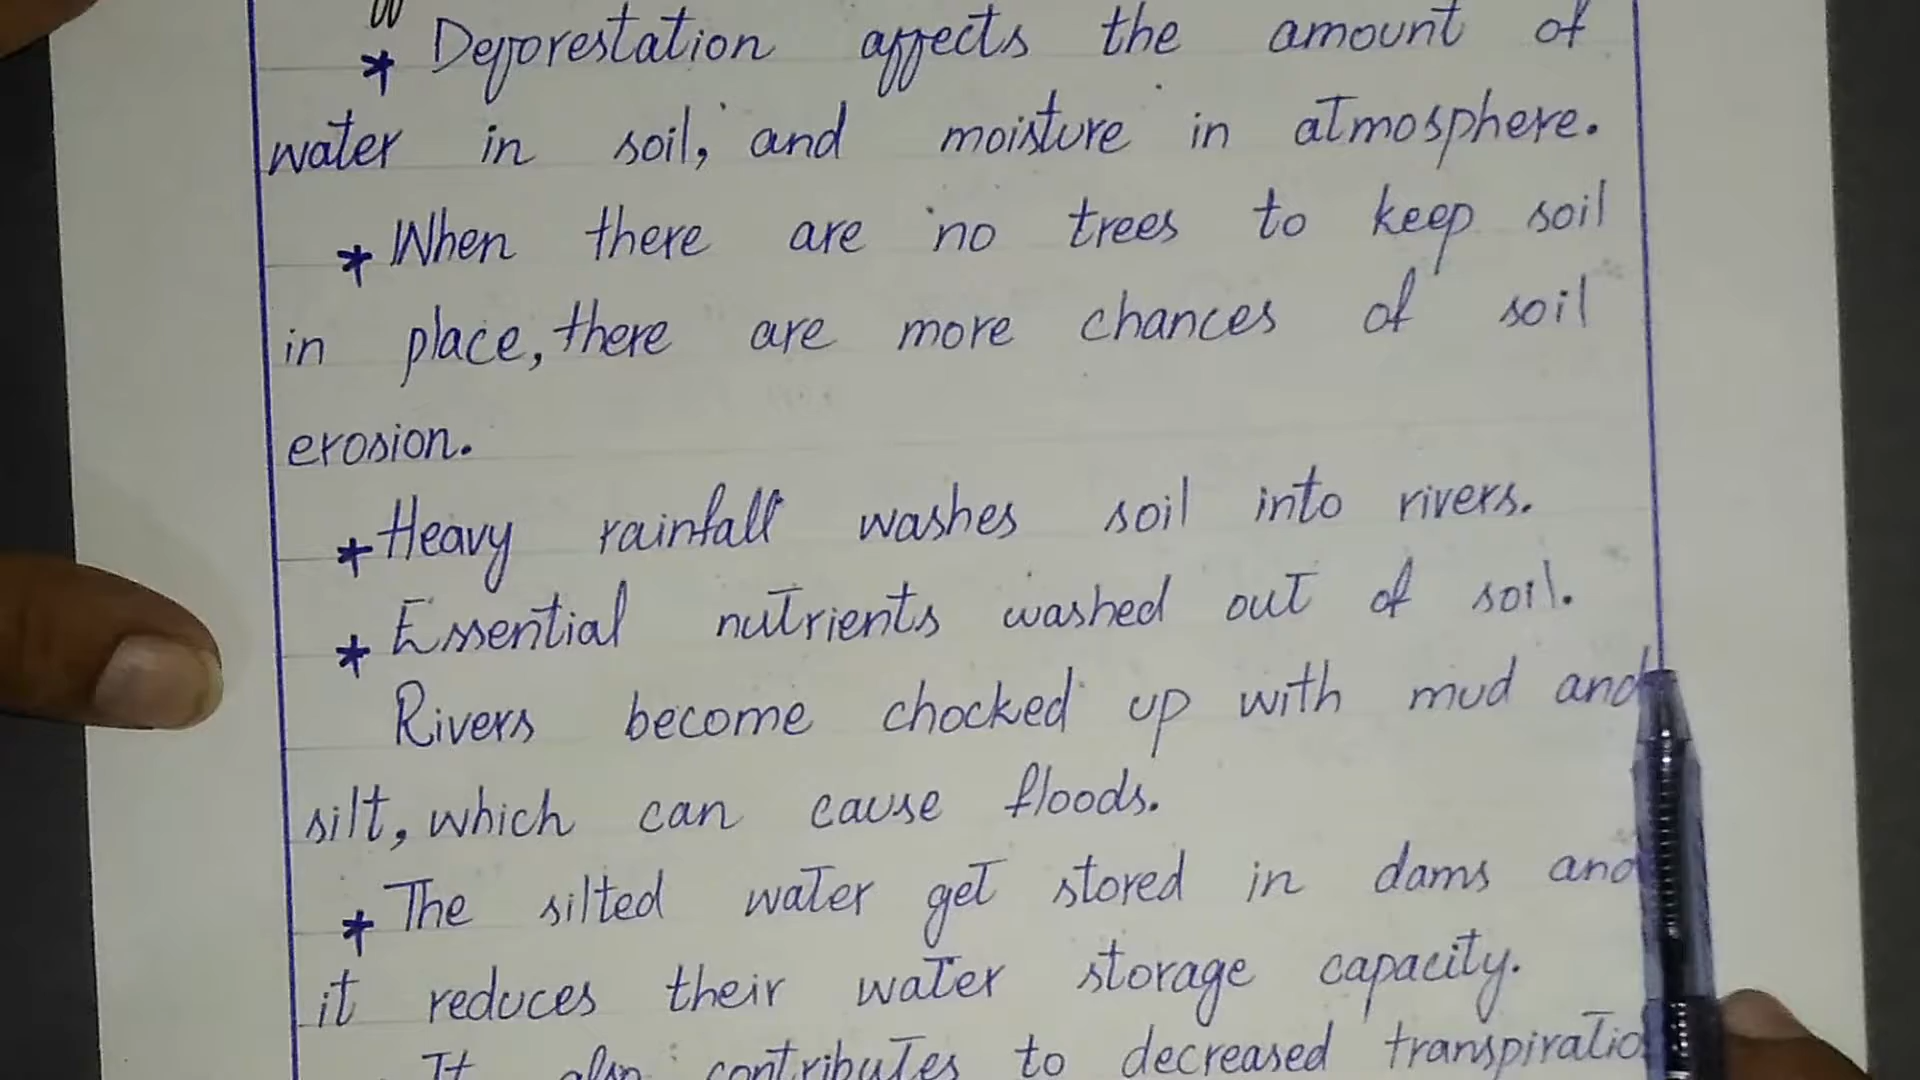 * Deforestation affects the amount of
water in soil, and moisture in atmosphere.
* When there are no trees to keep soil
in place, there are more chances of soil
erosion.
* Heavy rainfall washes soil into rivers.
* Essential nutrients washed out of soil.
Rivers become chocked up with mud and
silt, which can cause floods.
* The silted water get stored in dams and
it reduces their water storage capacity.
It also contributes to decreased